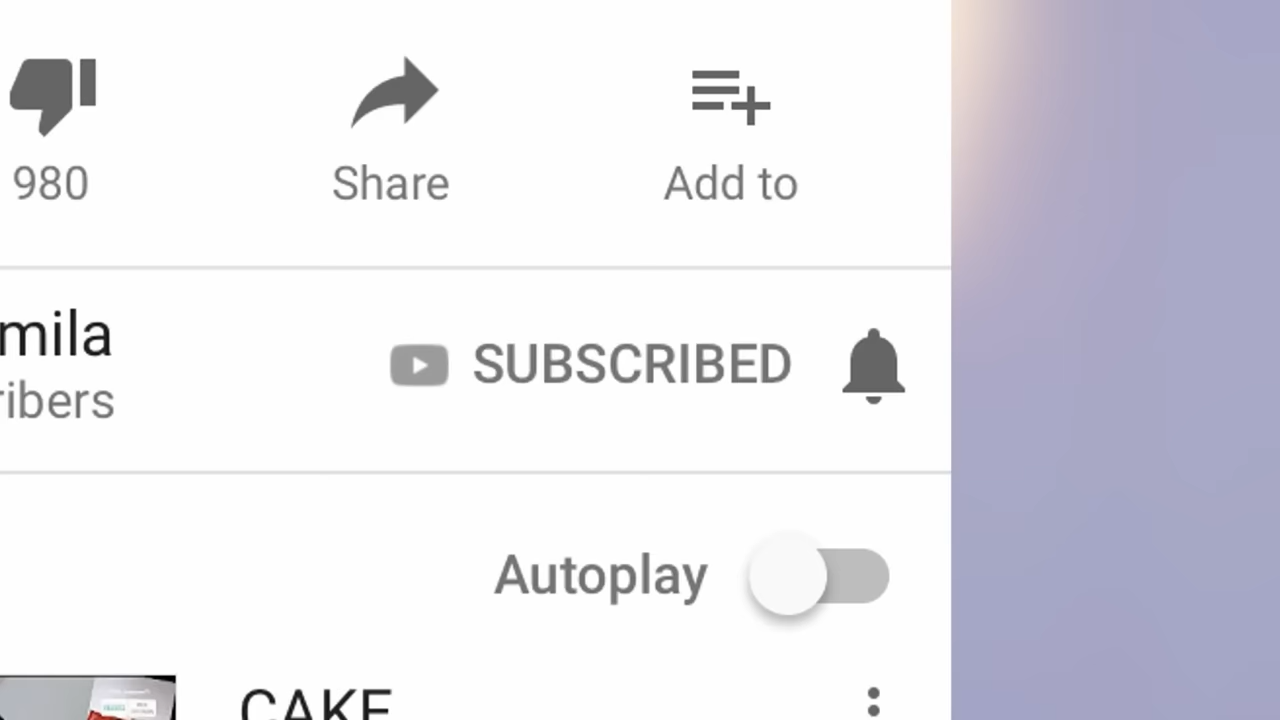 980
Share
Add to
mila
SUBSCRIBED
ribers
Autoplay
CAKE